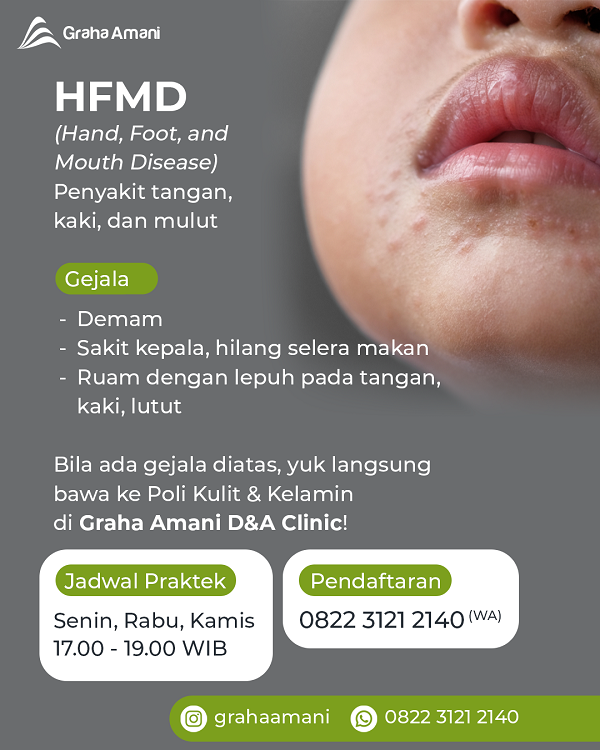 Graha Amani
HFMD
(Hand, Foot, and
Mouth Disease)
Penyakit tangan,
kaki, dan mulut
Gejala
- Demam
- Sakit kepala, hilang selera makan
- Ruam dengan lepuh pada tangan,
kaki, lutut
Bila ada gejala diatas, yuk langsung
bawa ke Poli Kulit & Kelamin
di Graha Amani D&A Clinic!
Jadwal Praktek
Senin, Rabu, Kamis
17.00 - 19.00 WIB
Pendaftaran
0822 3121 2140 (WA)
grahaamani 0822 3121 2140